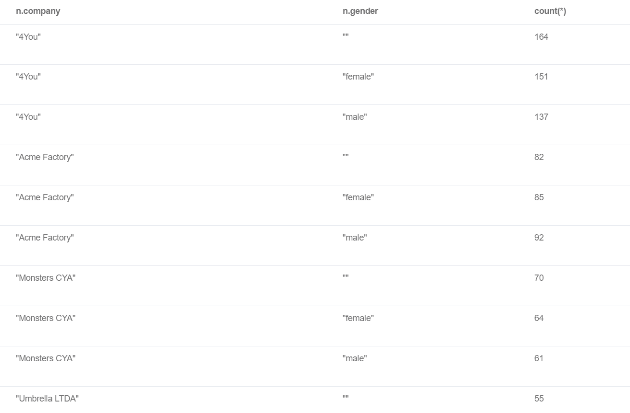 n.company n.gender count(*)
"4You" "" 164
"4You" "female" 151
"4You" "male" 137
"Acme Factory" "" 82
"Acme Factory" "female" 85
"Acme Factory" "male" 92
"Monsters CYA" "" 70
"Monsters CYA" "female" 64
"Monsters CYA" "male" 61
"Umbrella LTDA" "" 55